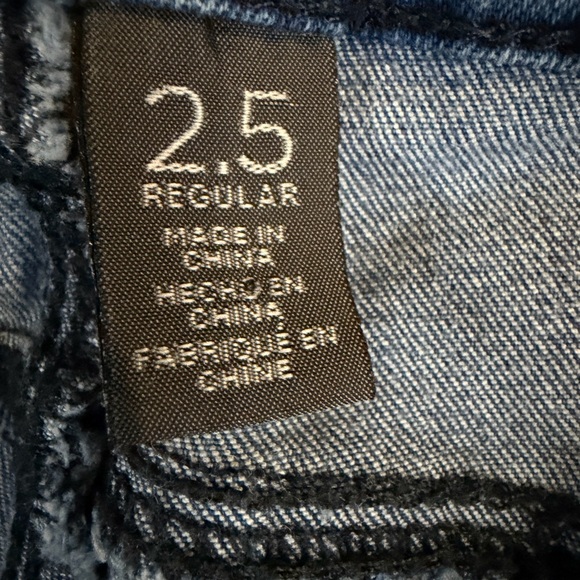 2.5
REGULAR
MADE IN
CHINA
HECHO EN
CHINA
FABRIQUÉ EN
CHINE